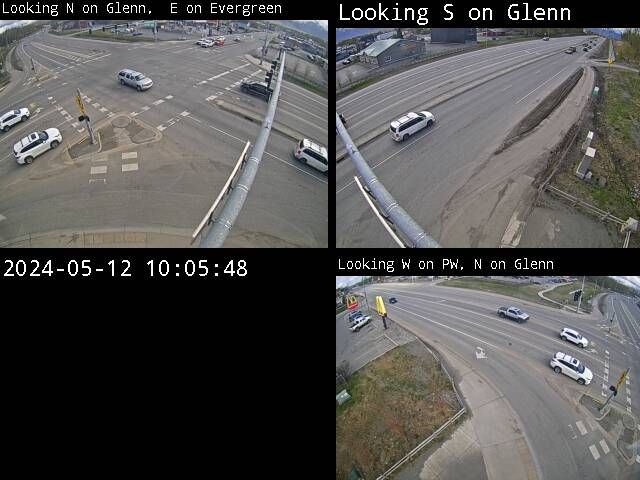 Looking N on Glenn,  E on Evergreen
Looking S on Glenn
2024-05-12 10:05:48
Looking W on PW, N on Glenn